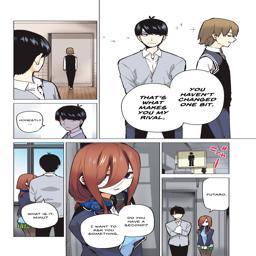 YOU
HAVEN'T
CHANGED
ONE BIT.
THAT'S
WHAT
MAKES
YOU MY
RIVAL.
HONESTLY...
FUTARO.
DO YOU
HAVE A
SECOND?
I WANT
TO ASK YOU
SOMETHING.
WHAT IS IT,
MIKU?